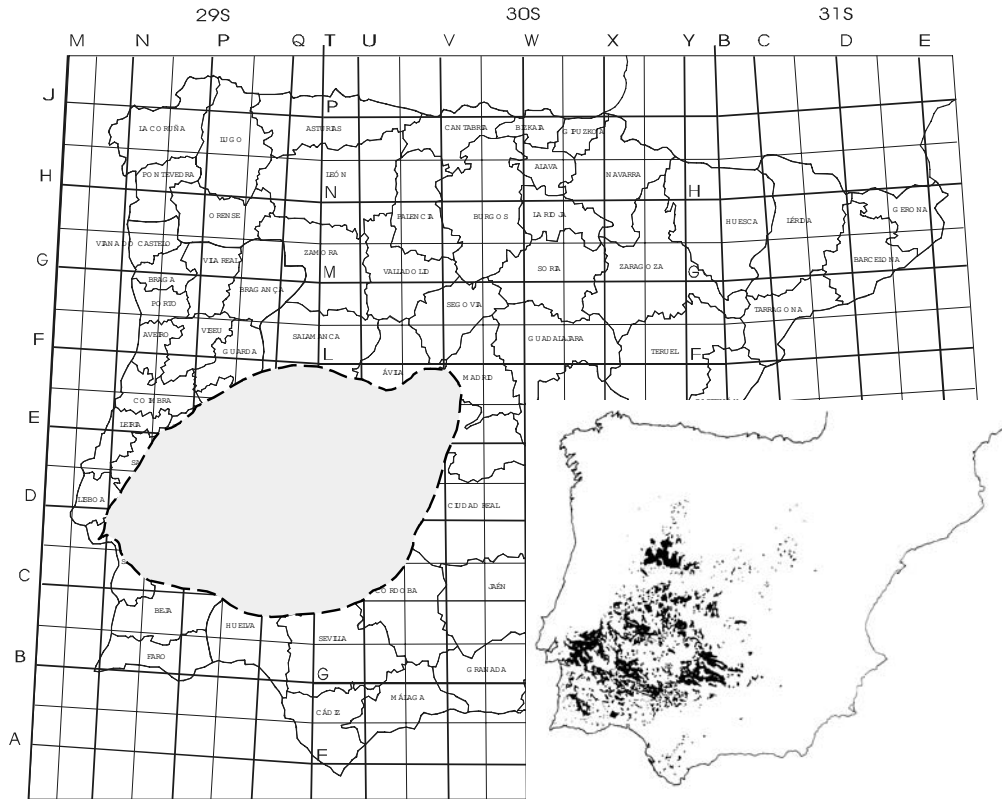 29S 30S 31S
M N P Q T U V W X Y B C D E
J
P
LA CORUÑA LUGO ASTURIAS CANTABRIA BIZKAIA GIPUZKOA
PONTEVEDRA LEÓN ALAVA NAVARRA
H N H
ORENSE PALENCIA BURGOS LA RIOJA HUESCA LÉRIDA GERONA
VIANA DO CASTELO ZAMORA
G VILA REAL VALLADOLID SORIA ZARAGOZA BARCELONA
M G
BRAGA
BRAGANÇA
PORTO SEGOVIA TARRAGONA
AVEIRO VISEU SALAMANCA GUADALAJARA
F GUARDA L TERUEL F
ÁVILA MADRID
COIMBRA
E LEIRIA
SA
D LISBOA CIUDAD REAL
S
C CORDOBA JAÉN
BEJA
HUELVA SEVILLA
B FARO GRANADA
G
MÁLAGA
CÁDIZ
A
F